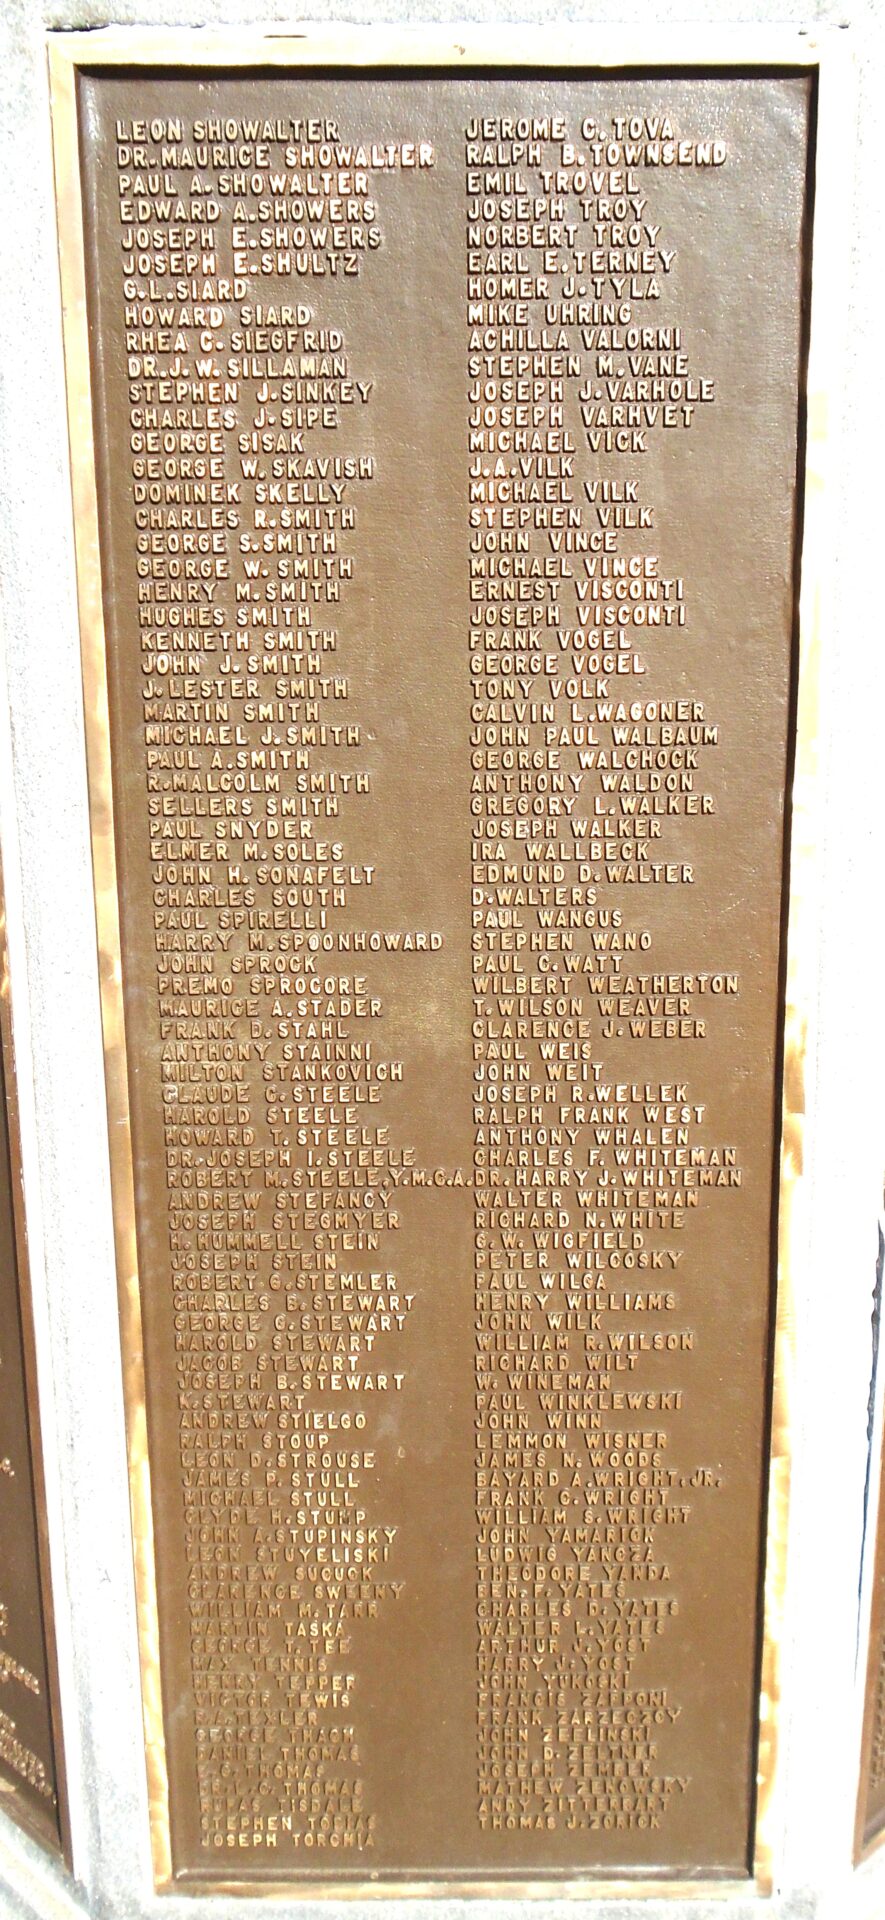 LEON SHOWALTER
DR. MAURICE SHOWALTER
PAUL A. SHOWALTER
EDWARD A. SHOWERS
JOSEPH E. SHOWERS
JOSEPH E. SHULTZ
G. L. SIARD
HOWARD SIARD
RHEA C. SIEGFRID
DR. J. W. SILLAMAN
STEPHEN J. SINKEY
CHARLES J. SIPE
GEORGE SISAK
GEORGE W. SKAVISH
DOMINEK SKELLY
CHARLES R. SMITH
GEORGE S. SMITH
GEORGE W. SMITH
HENRY M. SMITH
HUGHES SMITH
KENNETH SMITH
JOHN J. SMITH
J. LESTER SMITH
MARTIN SMITH
MICHAEL J. SMITH
PAUL A. SMITH
R. MALCOLM SMITH
SELLERS SMITH
PAUL SNYDER
ELMER M. SOLES
JOHN H. SONAFELT
CHARLES SOUTH
PAUL SPIRELLI
HARRY M. SPOONHOWARD
JOHN SPROCK
PREMO SPROCORE
MAURICE A. STADER
FRANK D. STAHL
ANTHONY STAINNI
MILTON STANKOVICH
CLAUDE C. STEELE
HAROLD STEELE
HOWARD T. STEELE
DR. JOSEPH I. STEELE
ROBERT M. STEELE, Y.M.C.A.
ANDREW STEFANCY
JOSEPH STEGMYER
H. HUMMELL STEIN
JOSEPH STEIN
ROBERT G. STEMLER
CHARLES B. STEWART
GEORGE C. STEWART
HAROLD STEWART
JACOB STEWART
JOSEPH B. STEWART
K. STEWART
ANDREW STIELGO
RALPH STOUP
LEON D. STROUSE
JAMES P. STULL
MICHAEL STULL
CLYDE H. STUMP
JOHN A. STUPINSKY
LEON STUYELISKI
ANDREW SUCUCK
CLARENCE SWEENY
WILLIAM M. TARR
MARTIN TASKA
GEORGE T. TEE
MAX TENNIS
HENRY TEPPER
VICTOR TEWIS
TEXLER
GEORGE THACH
DANIEL THOMAS
C. THOMAS
DR. C. THOMAS
RUFAS TISDALE
STEPHEN TOBIAS
JOSEPH TORCHIA
JEROME C. TOVA
RALPH B. TOWNSEND
EMIL TROVEL
JOSEPH TROY
NORBERT TROY
EARL E. TERNEY
HOMER J. TYLA
MIKE UHRING
ACHILLA VALORNI
STEPHEN M. VANE
JOSEPH J. VARHOLE
JOSEPH VARHVET
MICHAEL VICK
J. A. VILK
MICHAEL VILK
STEPHEN VILK
JOHN VINCE
MICHAEL VINCE
ERNEST VISCONTI
JOSEPH VISCONTI
FRANK VOGEL
GEORGE VOGEL
TONY VOLK
CALVIN L. WAGONER
JOHN PAUL WALBAUM
GEORGE WALCHOCK
ANTHONY WALDON
GREGORY L. WALKER
JOSEPH WALKER
IRA WALLBECK
EDMUND D. WALTER
D. WALTERS
PAUL WANGUS
STEPHEN WANO
PAUL C. WATT
WILBERT WEATHERTON
T. WILSON WEAVER
CLARENCE J. WEBER
PAUL WEIS
JOHN WEIT
JOSEPH R. WELLEK
RALPH FRANK WEST
ANTHONY WHALEN
CHARLES F. WHITEMAN
DR. HARRY J. WHITEMAN
WALTER WHITEMAN
RICHARD N. WHITE
G. W. WIGFIELD
PETER WILCOSKY
PAUL WILGA
HENRY WILLIAMS
JOHN WILK
WILLIAM R. WILSON
RICHARD WILT
W. WINEMAN
PAUL WINKLEWSKI
JOHN WINN
LEMMON WISNER
JAMES N. WOODS
BAYARD A. WRIGHT, JR.
FRANK C. WRIGHT
WILLIAM S. WRIGHT
JOHN YAMARICK
LUDWIG YANCZA
THEODORE YANDA
BEN. F. YATES
CHARLES D. YATES
WALTER L. YATES
ARTHUR J. YOST
HARRY J. YOST
JOHN YUKOSKI
FRANCIS ZAPPONI
FRANK ZARZECZOY
JOHN ZEELINSKI
JOHN D. ZELTNER
JOSEPH ZEMBER
MATHEW ZENOWSKY
ANDY ZITTERBART
THOMAS J. ZORICK